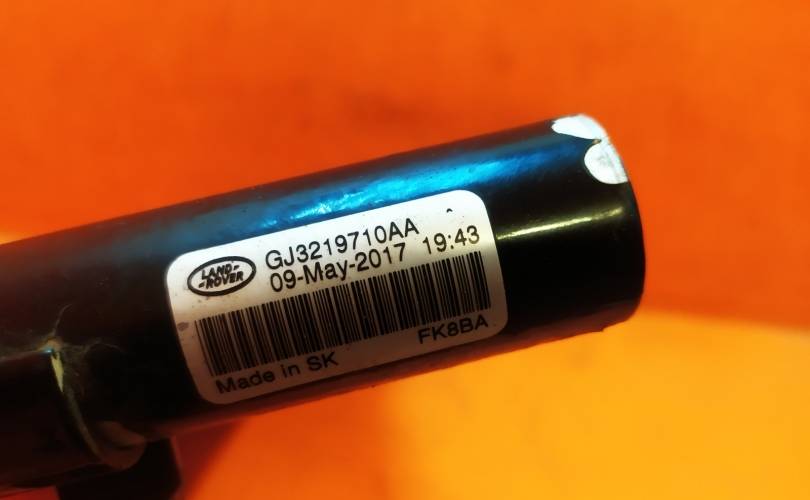 LAND-
-ROVER
GJ3219710AA
09-May-2017 19:43
Made in SK FK8BA